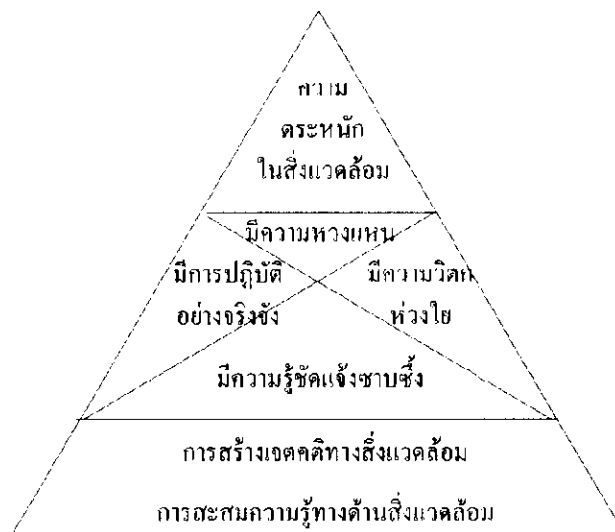 ความ
ตระหนัก
ในสิ่งแวดล้อม
มีความหวงแหน
มีการปฏิบัติ
อย่างจริงจัง
มีความวิตก
ห่วงใย
มีความรู้ชัดแจ้งซาบซึ้ง
การสร้างเจตคติทางสิ่งแวดล้อม
การสะสมความรู้ทางด้านสิ่งแวดล้อม